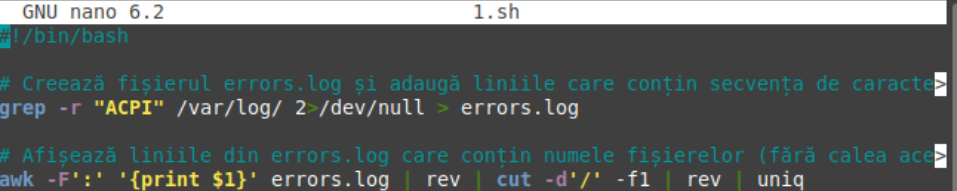 GNU nano 6.2 1.sh
#!/bin/bash
# Creează fișierul errors.log și adaugă liniile care conțin secvența de caracte>
grep -r "ACPI" /var/log/ 2>/dev/null > errors.log
# Afișează liniile din errors.log care conțin numele fișierelor (fără calea ace>
awk -F':' '{print $1}' errors.log | rev | cut -d'/' -f1 | rev | uniq